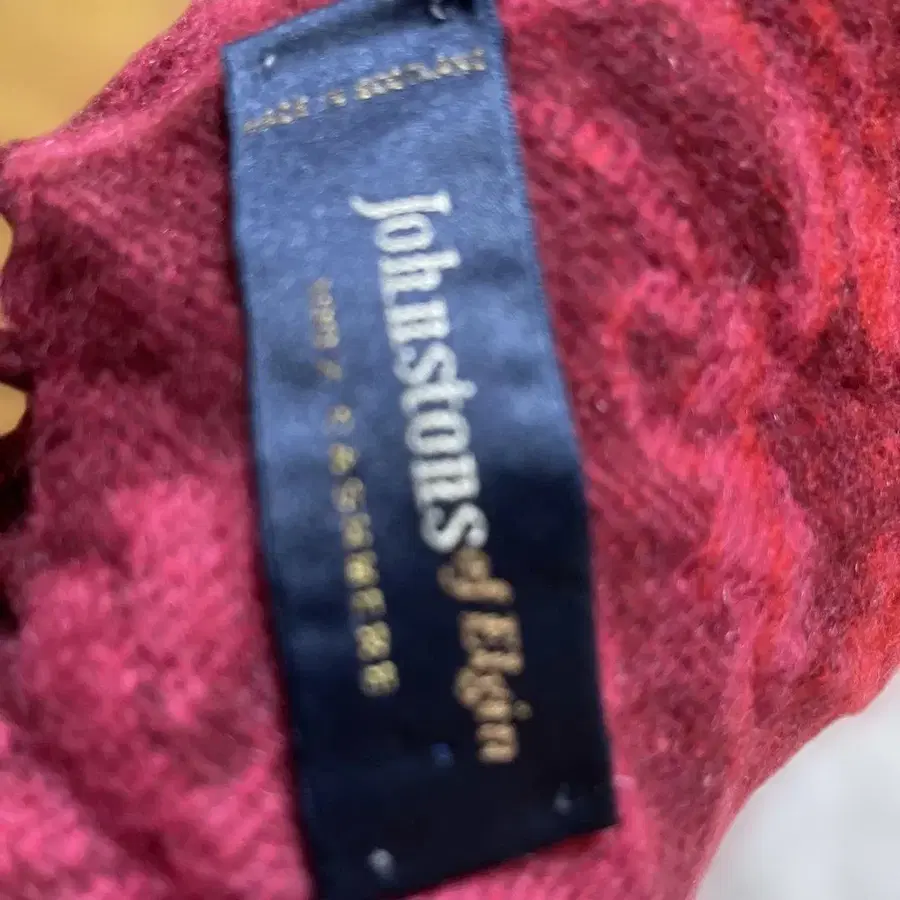 Johnstons of Elgin
100% CASHMERE
MADE IN SCOTLAND